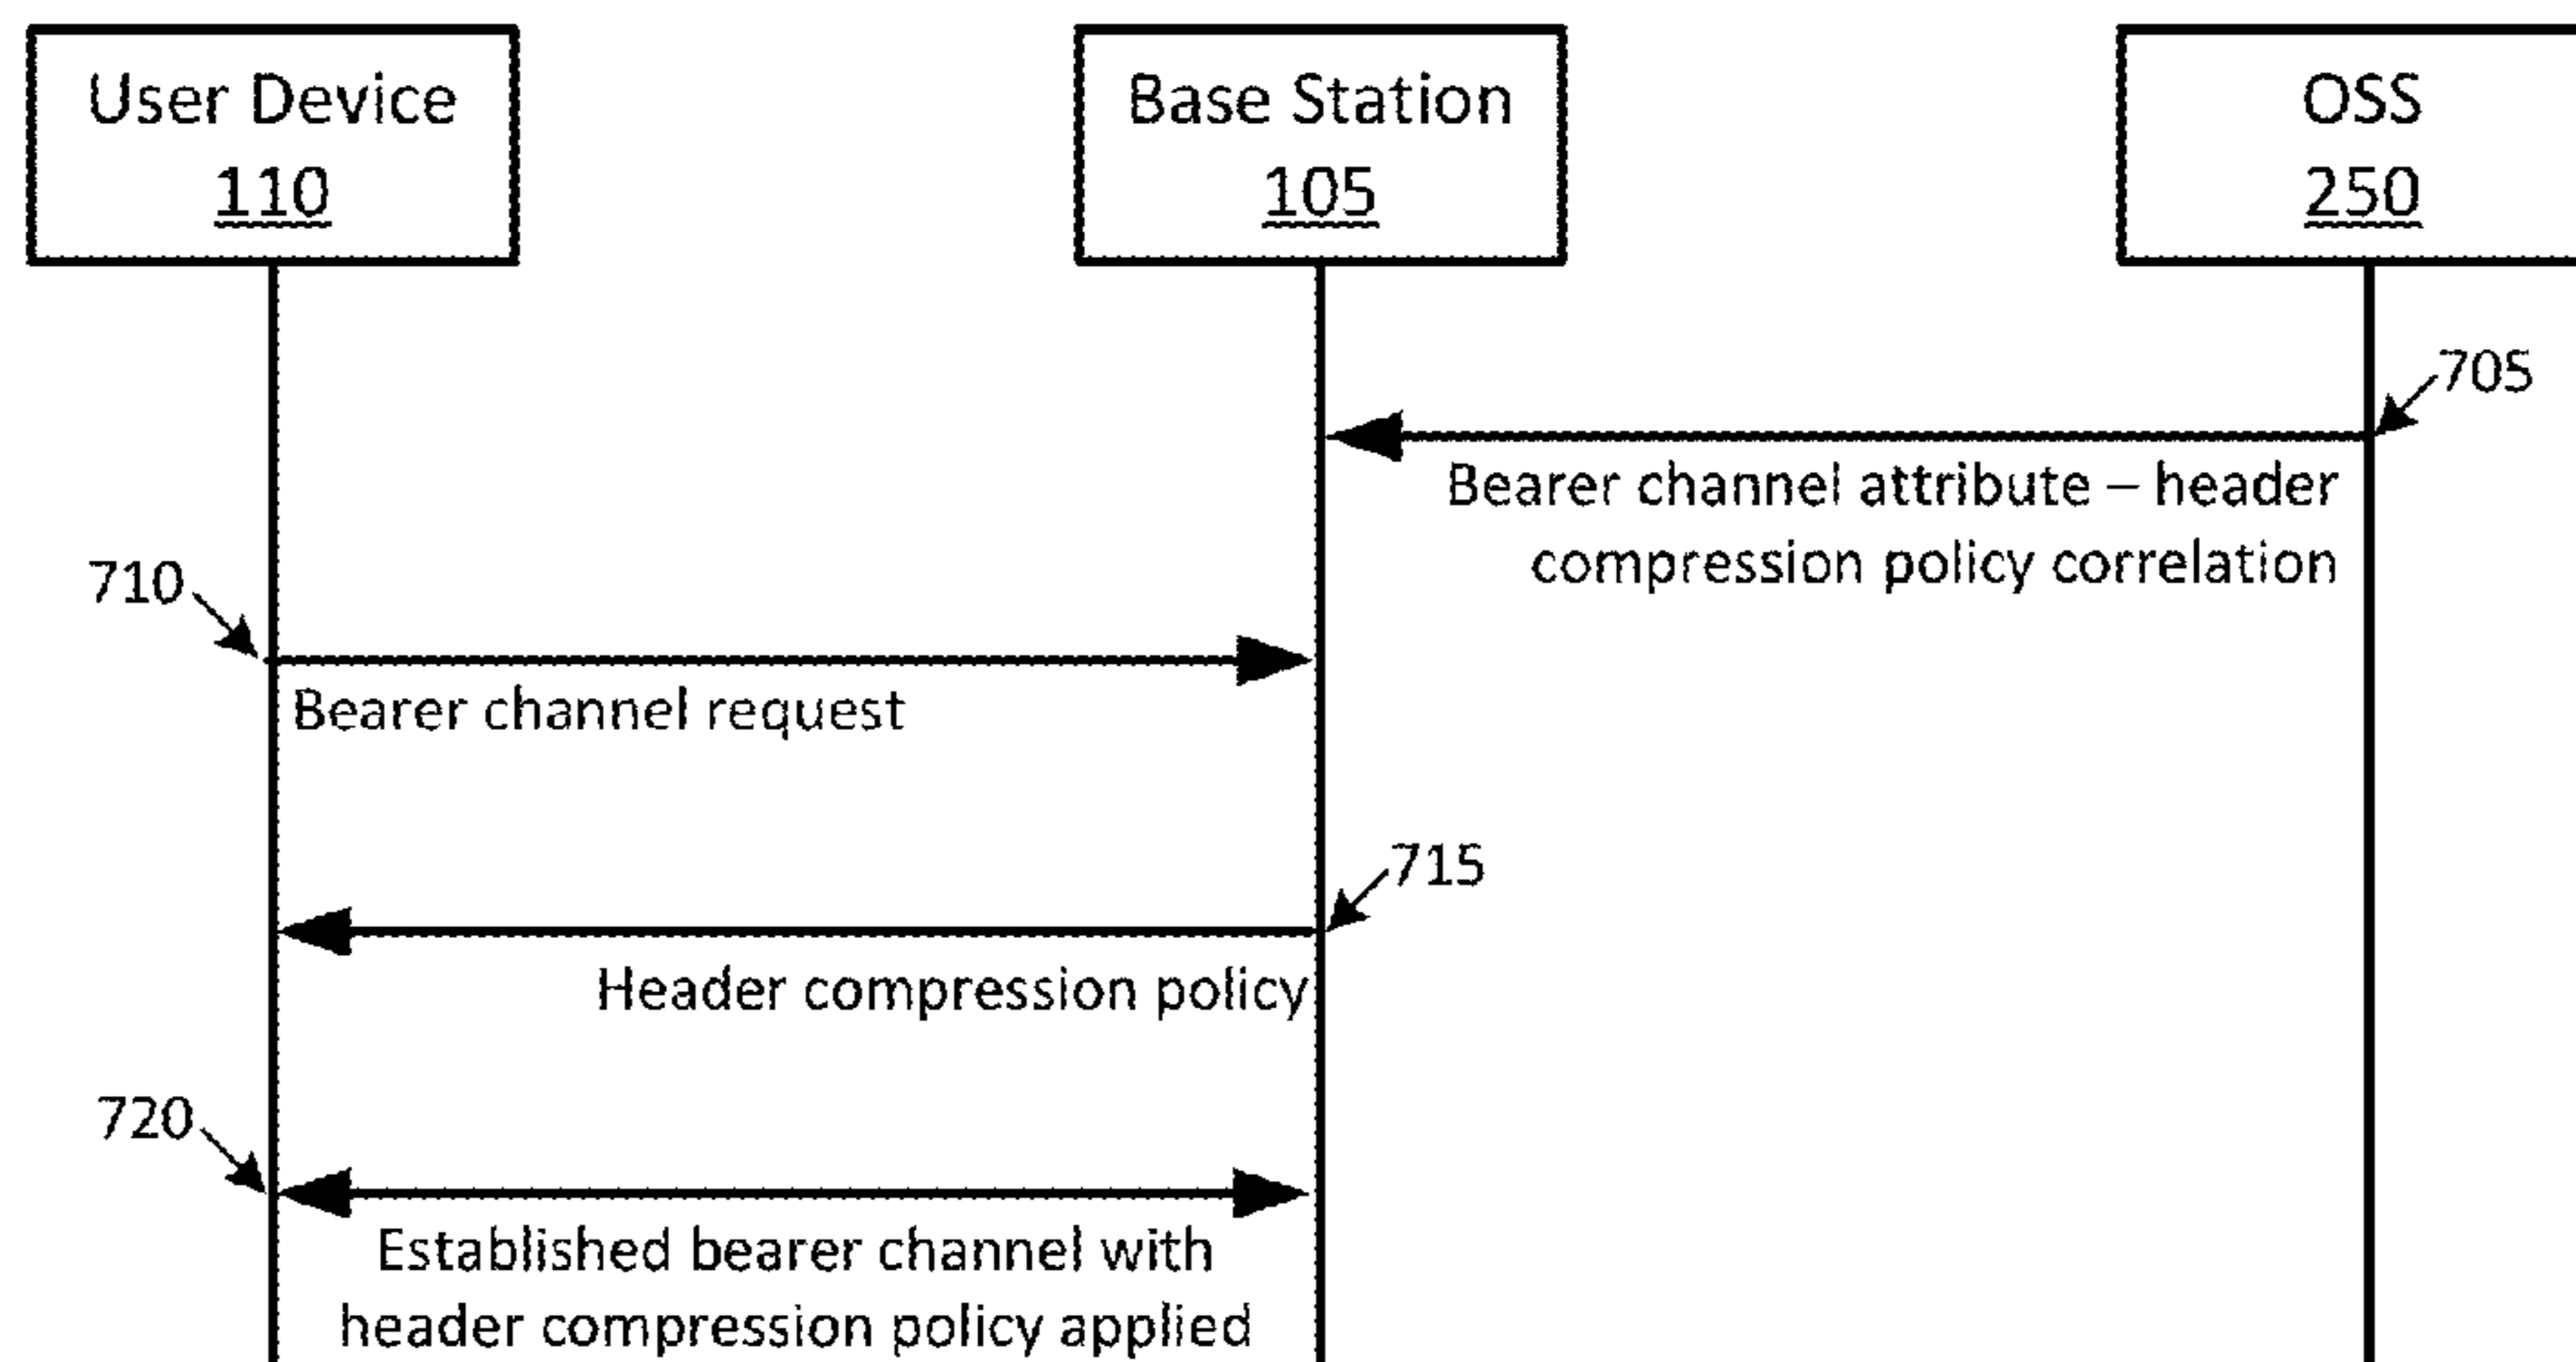 User Device
110
Base Station
105
OSS
250
705
Bearer channel attribute – header
compression policy correlation
710
Bearer channel request
715
Header compression policy
720
Established bearer channel with
header compression policy applied